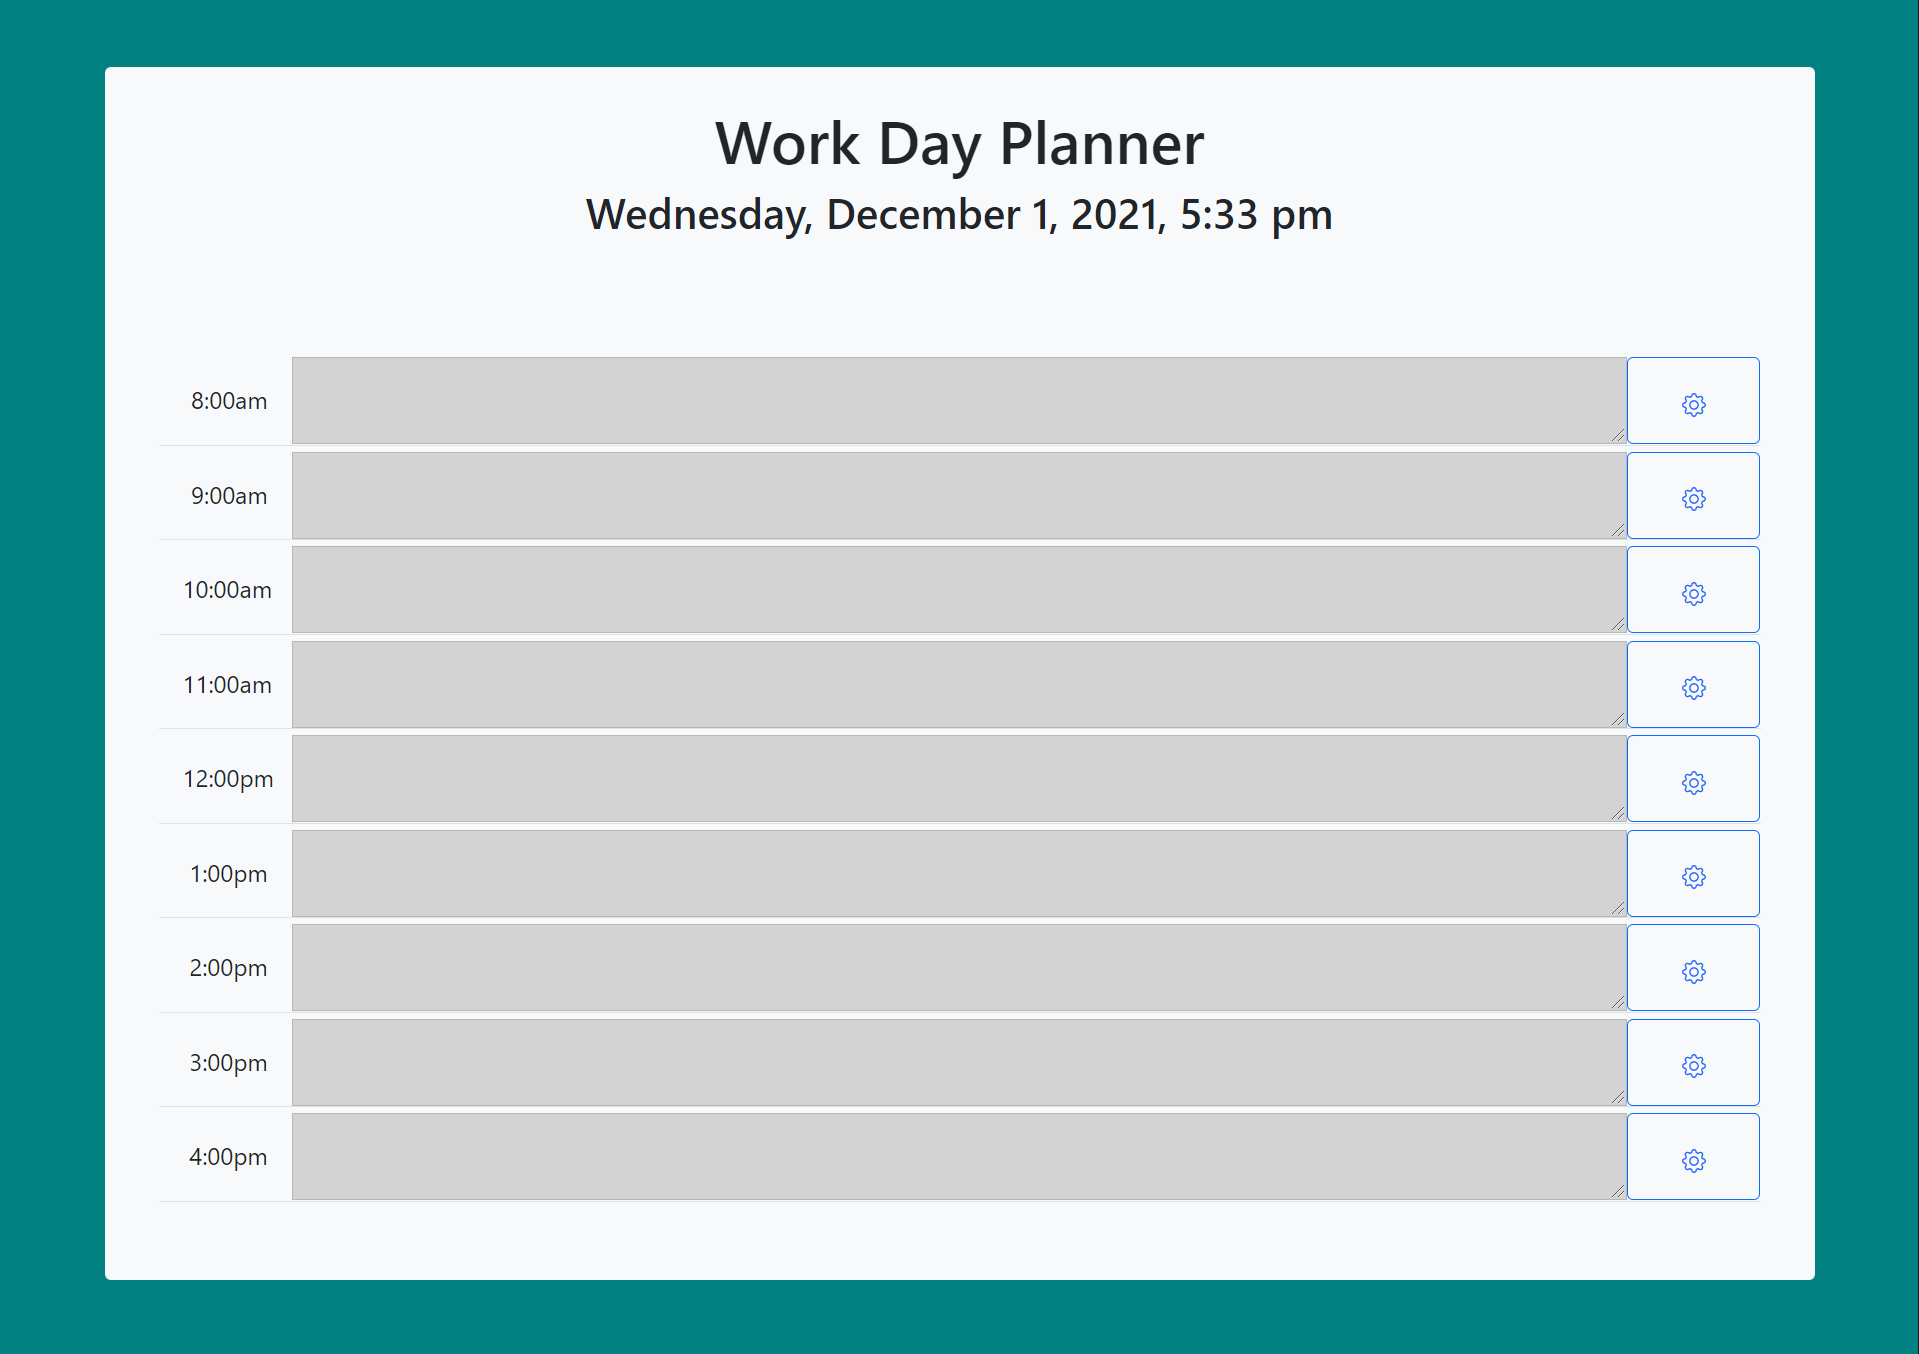 Work Day Planner
Wednesday, December 1, 2021, 5:33 pm
8:00am
9:00am
10:00am
11:00am
12:00pm
1:00pm
2:00pm
3:00pm
4:00pm